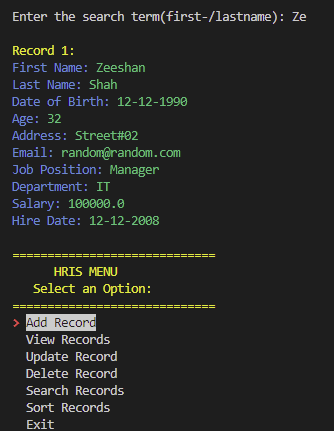 Enter the search term(first-/lastname): Ze
Record 1:
First Name: Zeeshan
Last Name: Shah
Date of Birth: 12-12-1990
Age: 32
Address: Street#02
Email: random@random.com
Job Position: Manager
Department: IT
Salary: 100000.0
Hire Date: 12-12-2008
=============================
HRIS MENU
Select an Option:
=============================
> Add Record
View Records
Update Record
Delete Record
Search Records
Sort Records
Exit